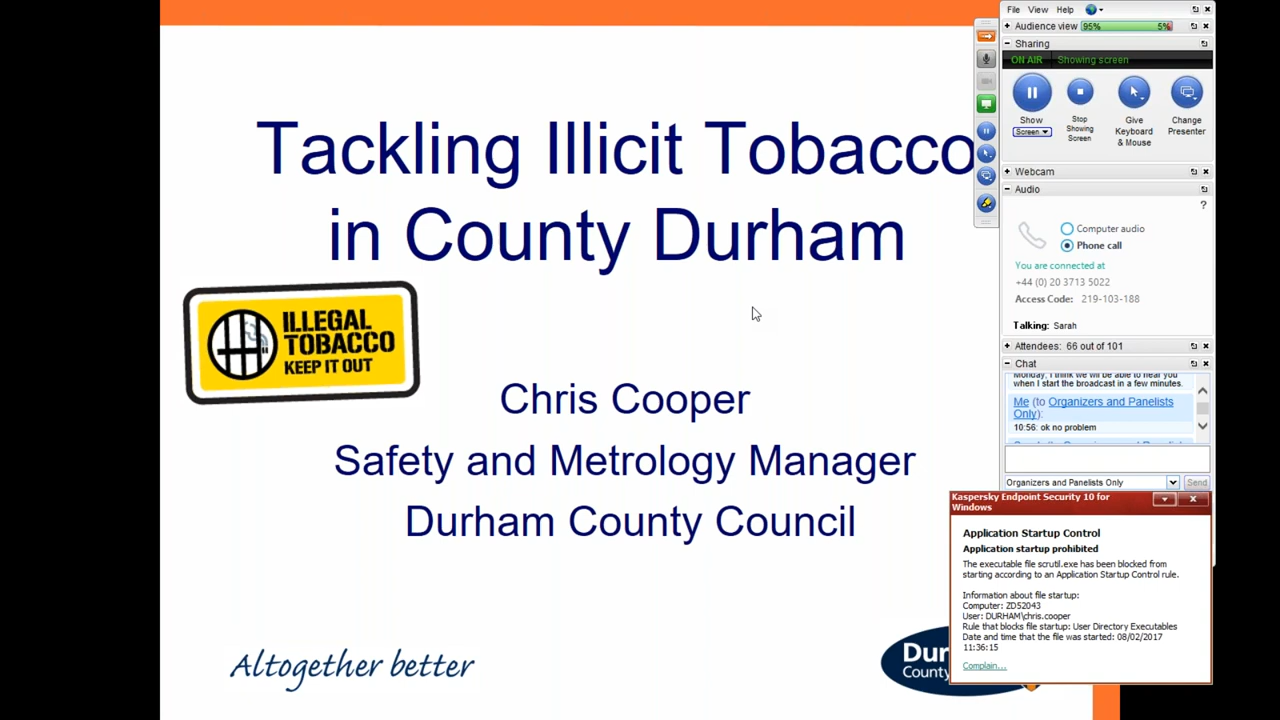 Tackling Illicit Tobacco
in County Durham
ILLEGAL
TOBACCO
KEEP IT OUT
Chris Cooper
Safety and Metrology Manager
Durham County Council
Altogether better
Dur
County
File View Help
Audience view 95% 5%
Sharing
ON AIR Showing screen
Show
Screen
Stop
Showing
Screen
Give
Keyboard
& Mouse
Change
Presenter
Webcam
Audio
?
Computer audio
Phone call
You are connected at
+44 (0) 20 3713 5022
Access Code: 219-103-188
Talking: Sarah
Attendees: 66 out of 101
Chat
Monday, I think we will be able to hear you
when I start the broadcast in a few minutes.
Me (to Organizers and Panelists
Only):
10:56: ok no problem
Organizers and Panelists Only
Send
Kaspersky Endpoint Security 10 for
Windows
Application Startup Control
Application startup prohibited
The executable file scrutil.exe has been blocked from
starting according to an Application Startup Control rule.
Information about file startup:
Computer: ZD52043
User: DURHAM\chris.cooper
Rule that blocks file startup: User Directory Executables
Date and time that the file was started: 08/02/2017
11:36:15
Complain...